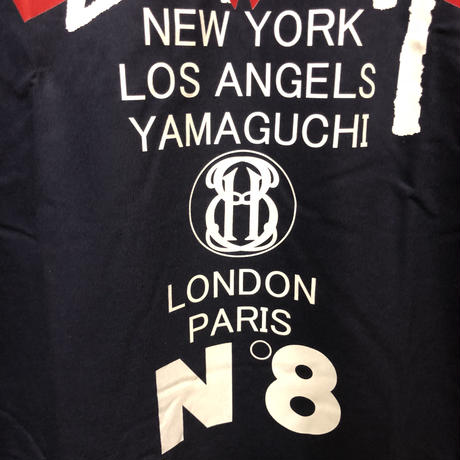 NEW YORK
LOS ANGELS
YAMAGUCHI
LONDON
PARIS
N°8